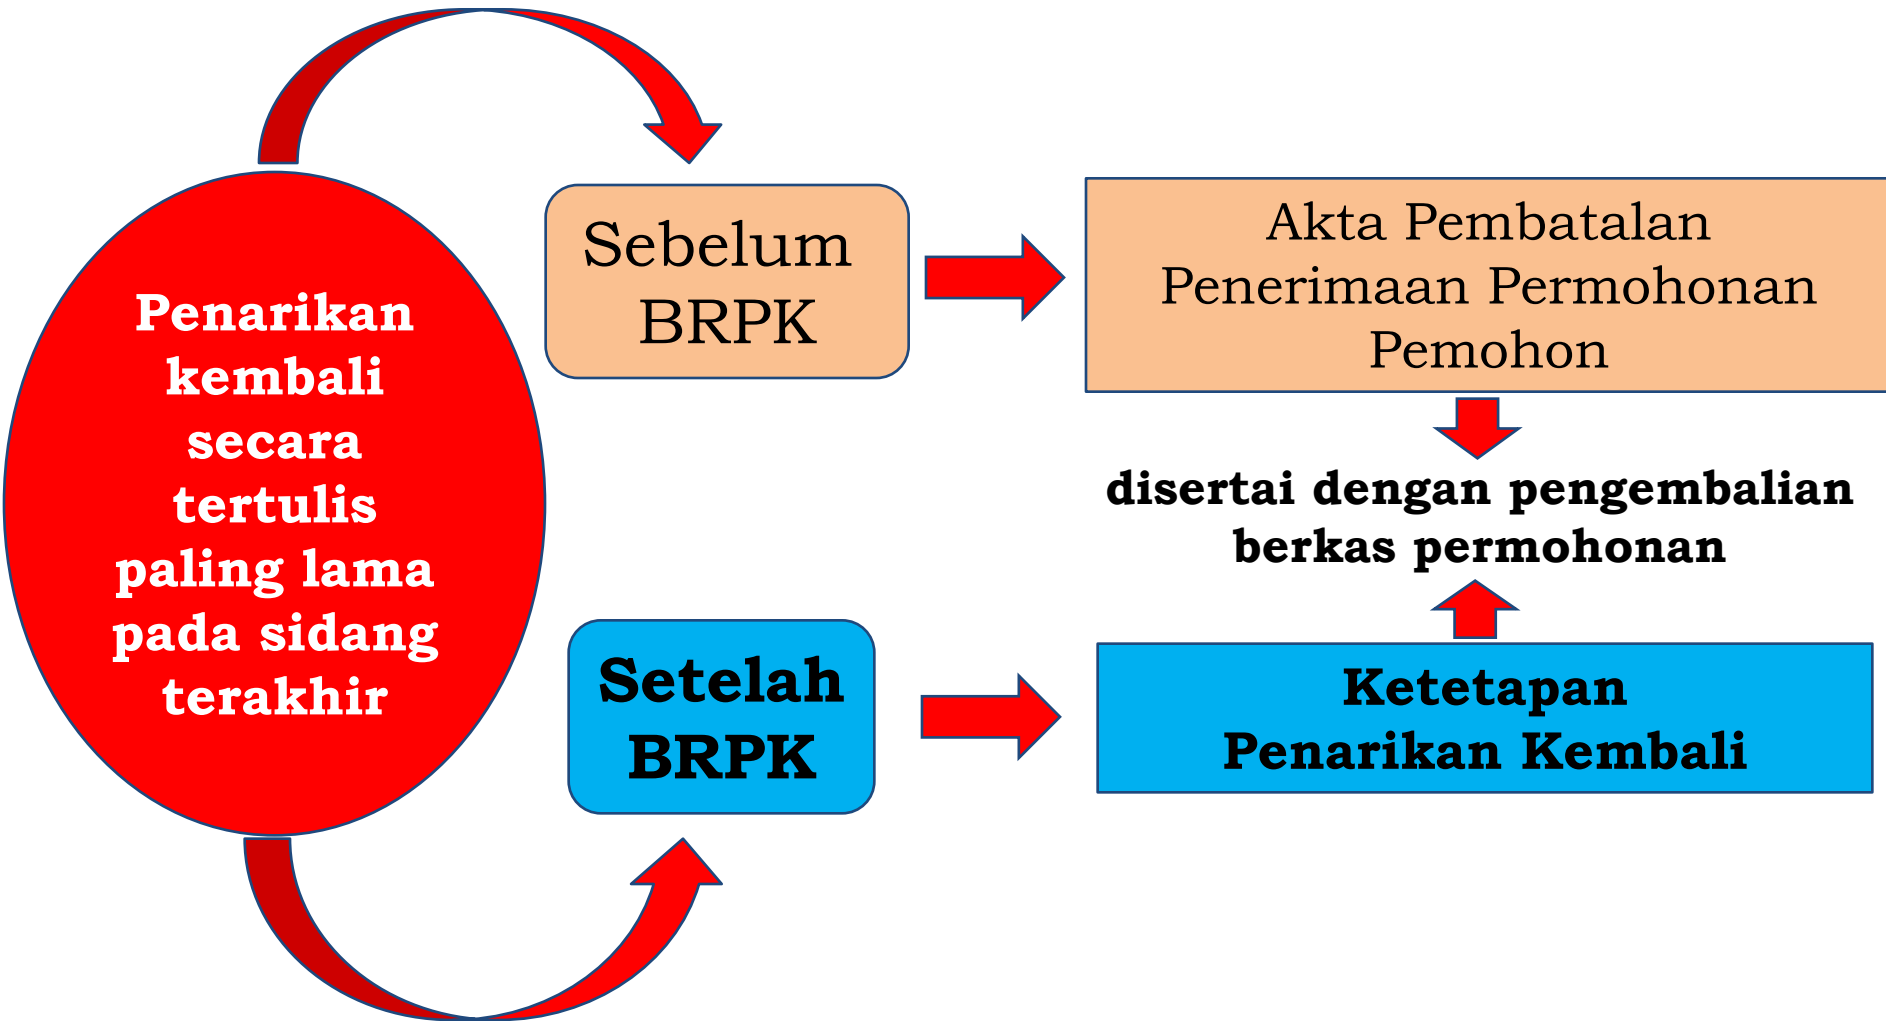 Penarikan
kembali
secara
tertulis
paling lama
pada sidang
terakhir
Sebelum
BRPK
Akta Pembatalan
Penerimaan Permohonan
Pemohon
disertai dengan pengembalian
berkas permohonan
Setelah
BRPK
Ketetapan
Penarikan Kembali